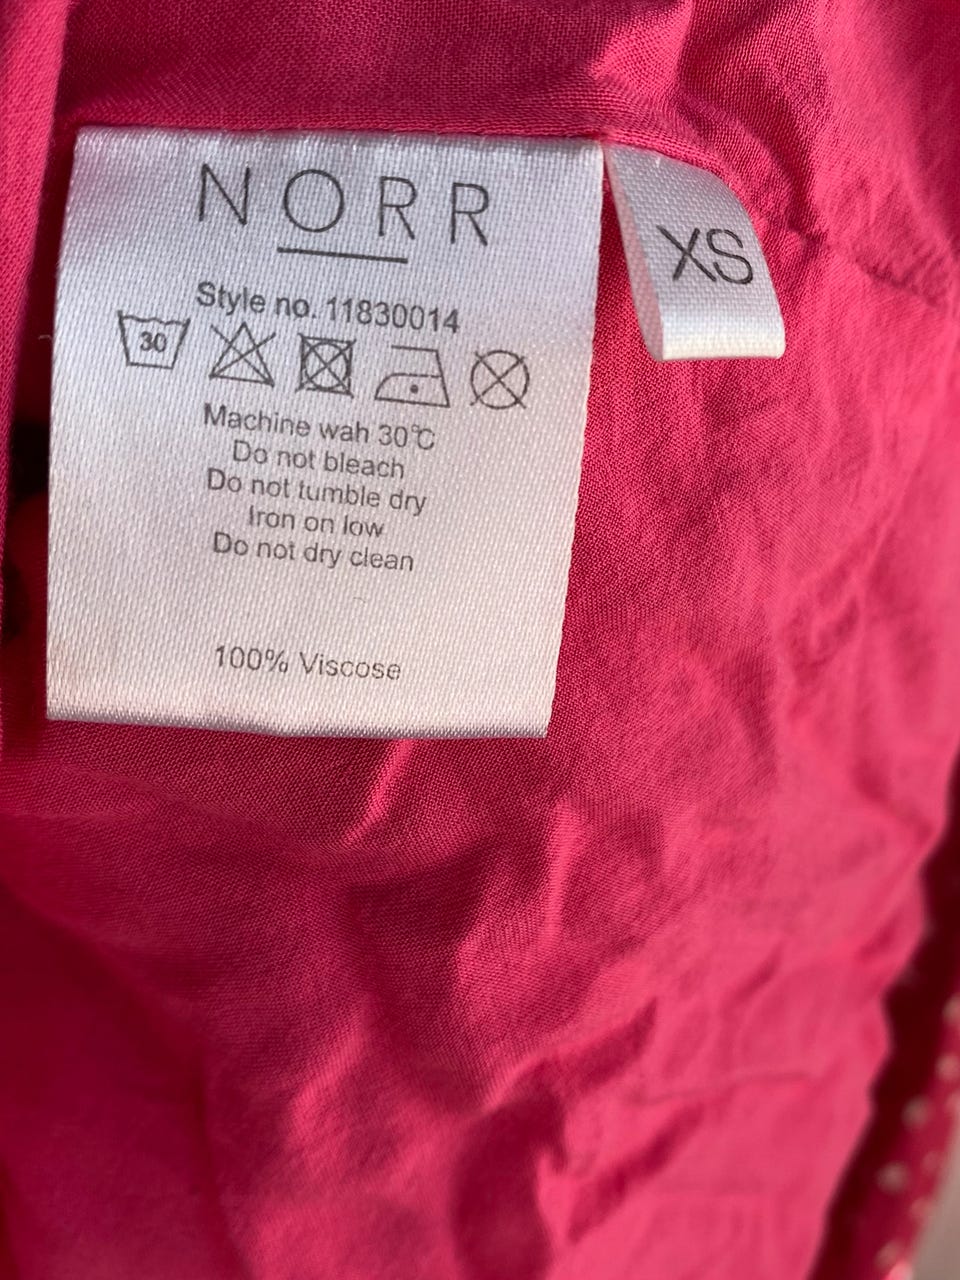 NORR
XS
Style no. 11830014
30
Machine wah 30°C
Do not bleach
Do not tumble dry
Iron on low
Do not dry clean
100% Viscose